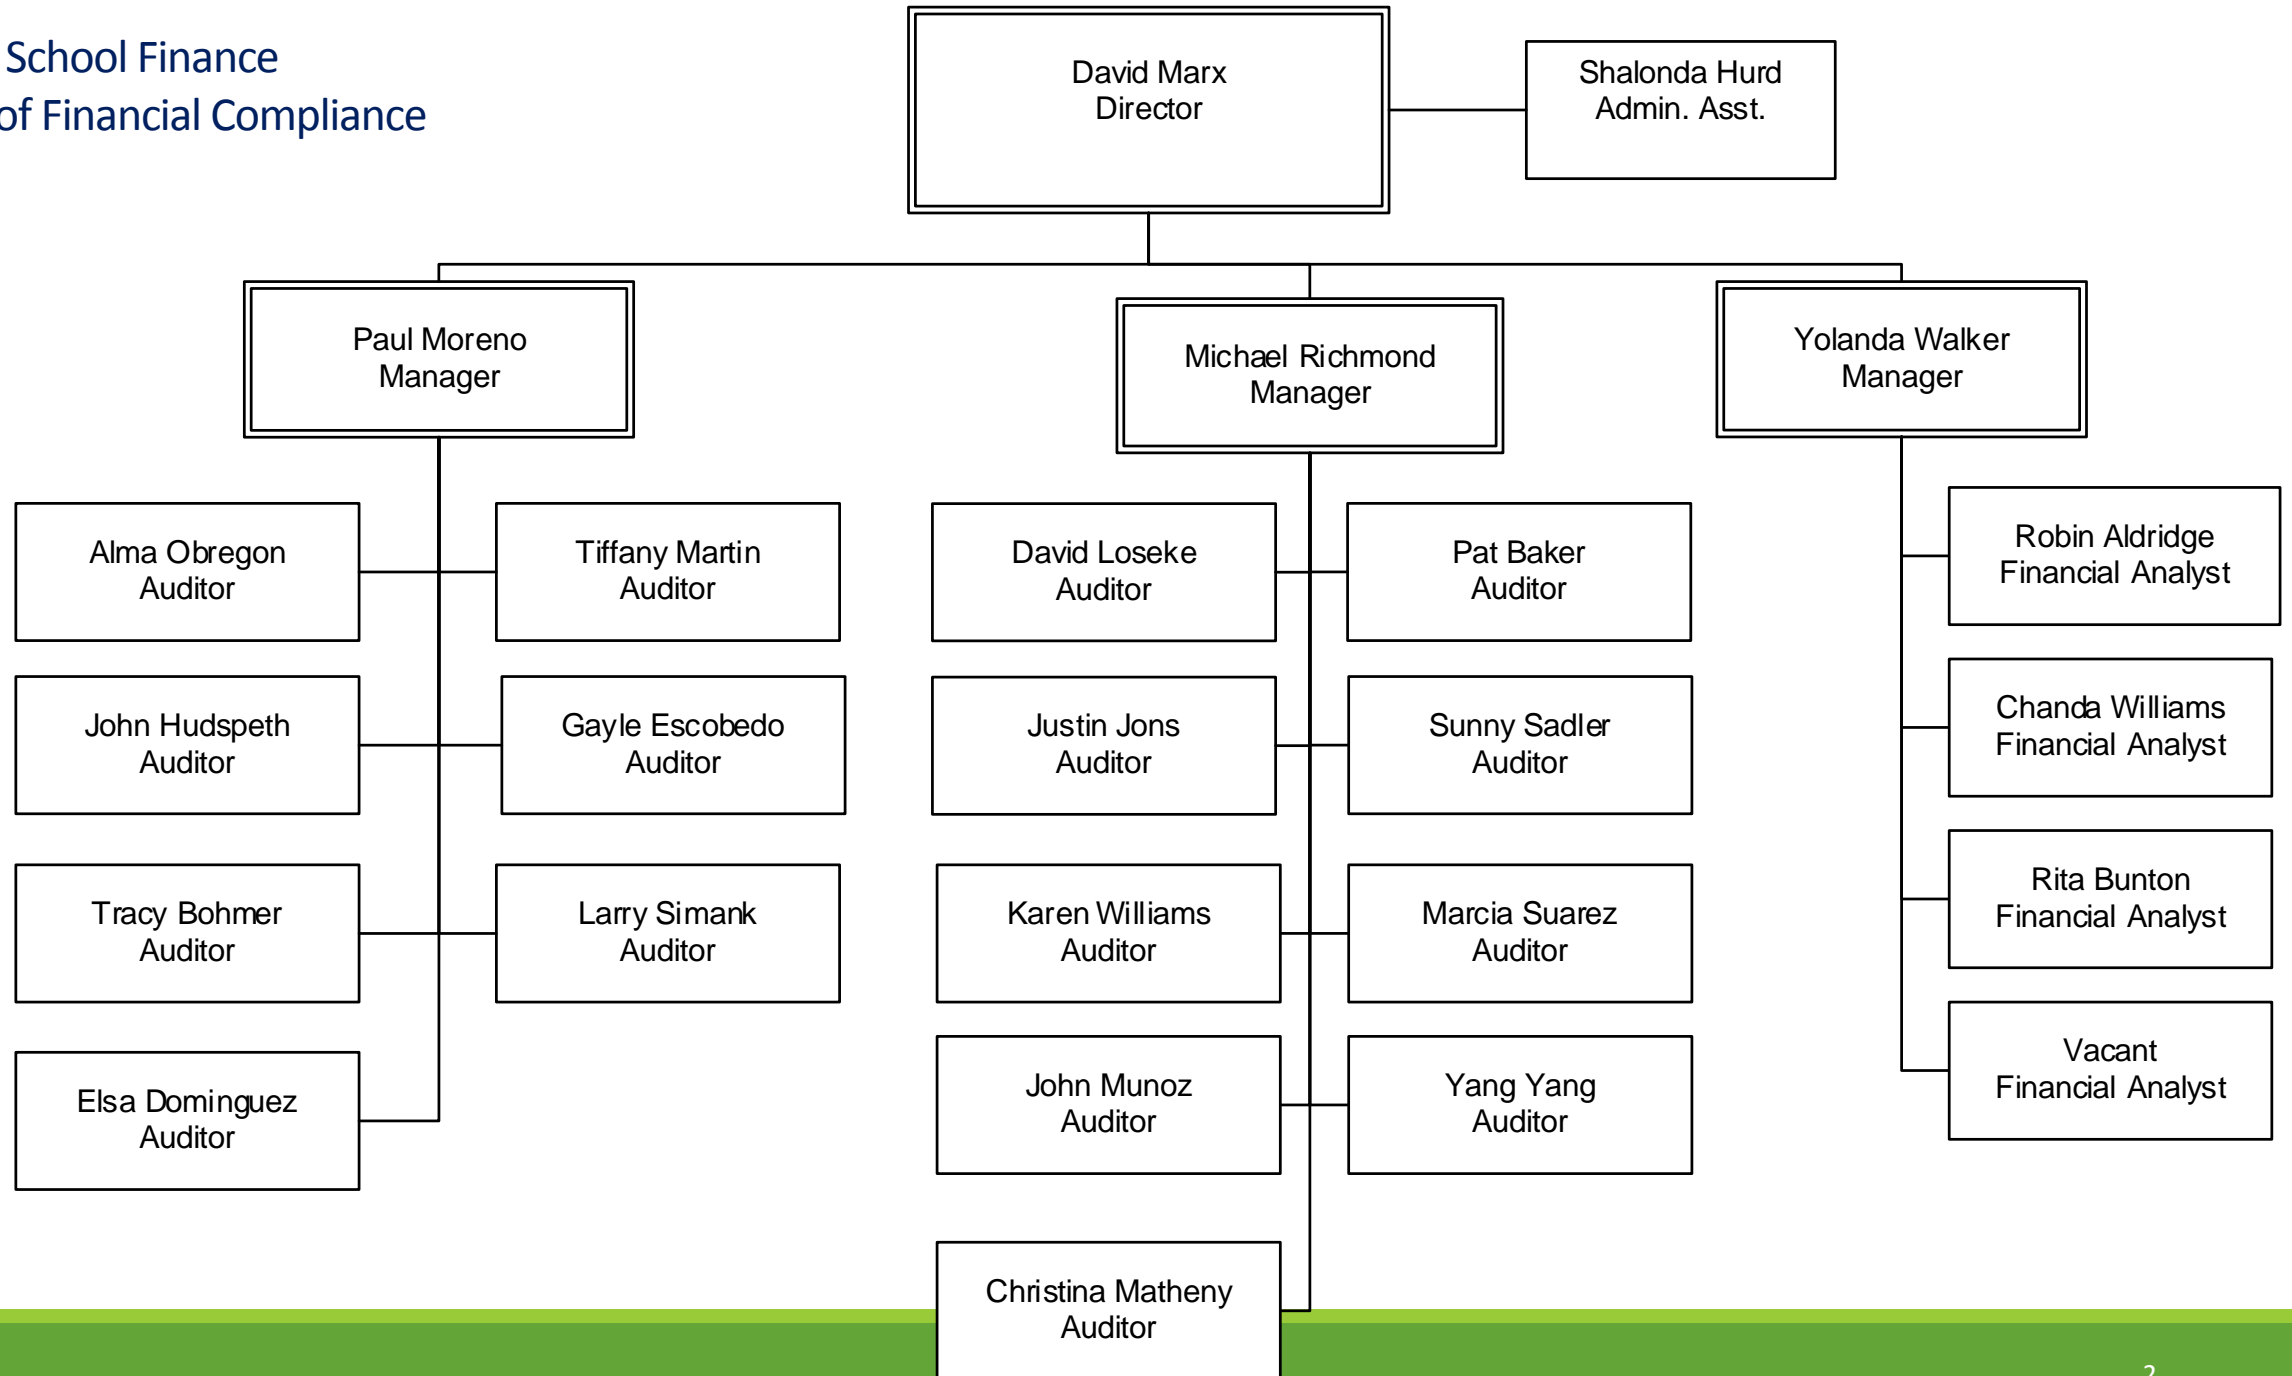 School Finance
of Financial Compliance
David Marx
Director
Shalonda Hurd
Admin. Asst.
Paul Moreno
Manager
Michael Richmond
Manager
Yolanda Walker
Manager
Alma Obregon
Auditor
Tiffany Martin
Auditor
David Loseke
Auditor
Pat Baker
Auditor
Robin Aldridge
Financial Analyst
John Hudspeth
Auditor
Gayle Escobedo
Auditor
Justin Jons
Auditor
Sunny Sadler
Auditor
Chanda Williams
Financial Analyst
Tracy Bohmer
Auditor
Larry Simank
Auditor
Karen Williams
Auditor
Marcia Suarez
Auditor
Rita Bunton
Financial Analyst
Elsa Dominguez
Auditor
John Munoz
Auditor
Yang Yang
Auditor
Vacant
Financial Analyst
Christina Matheny
Auditor
2